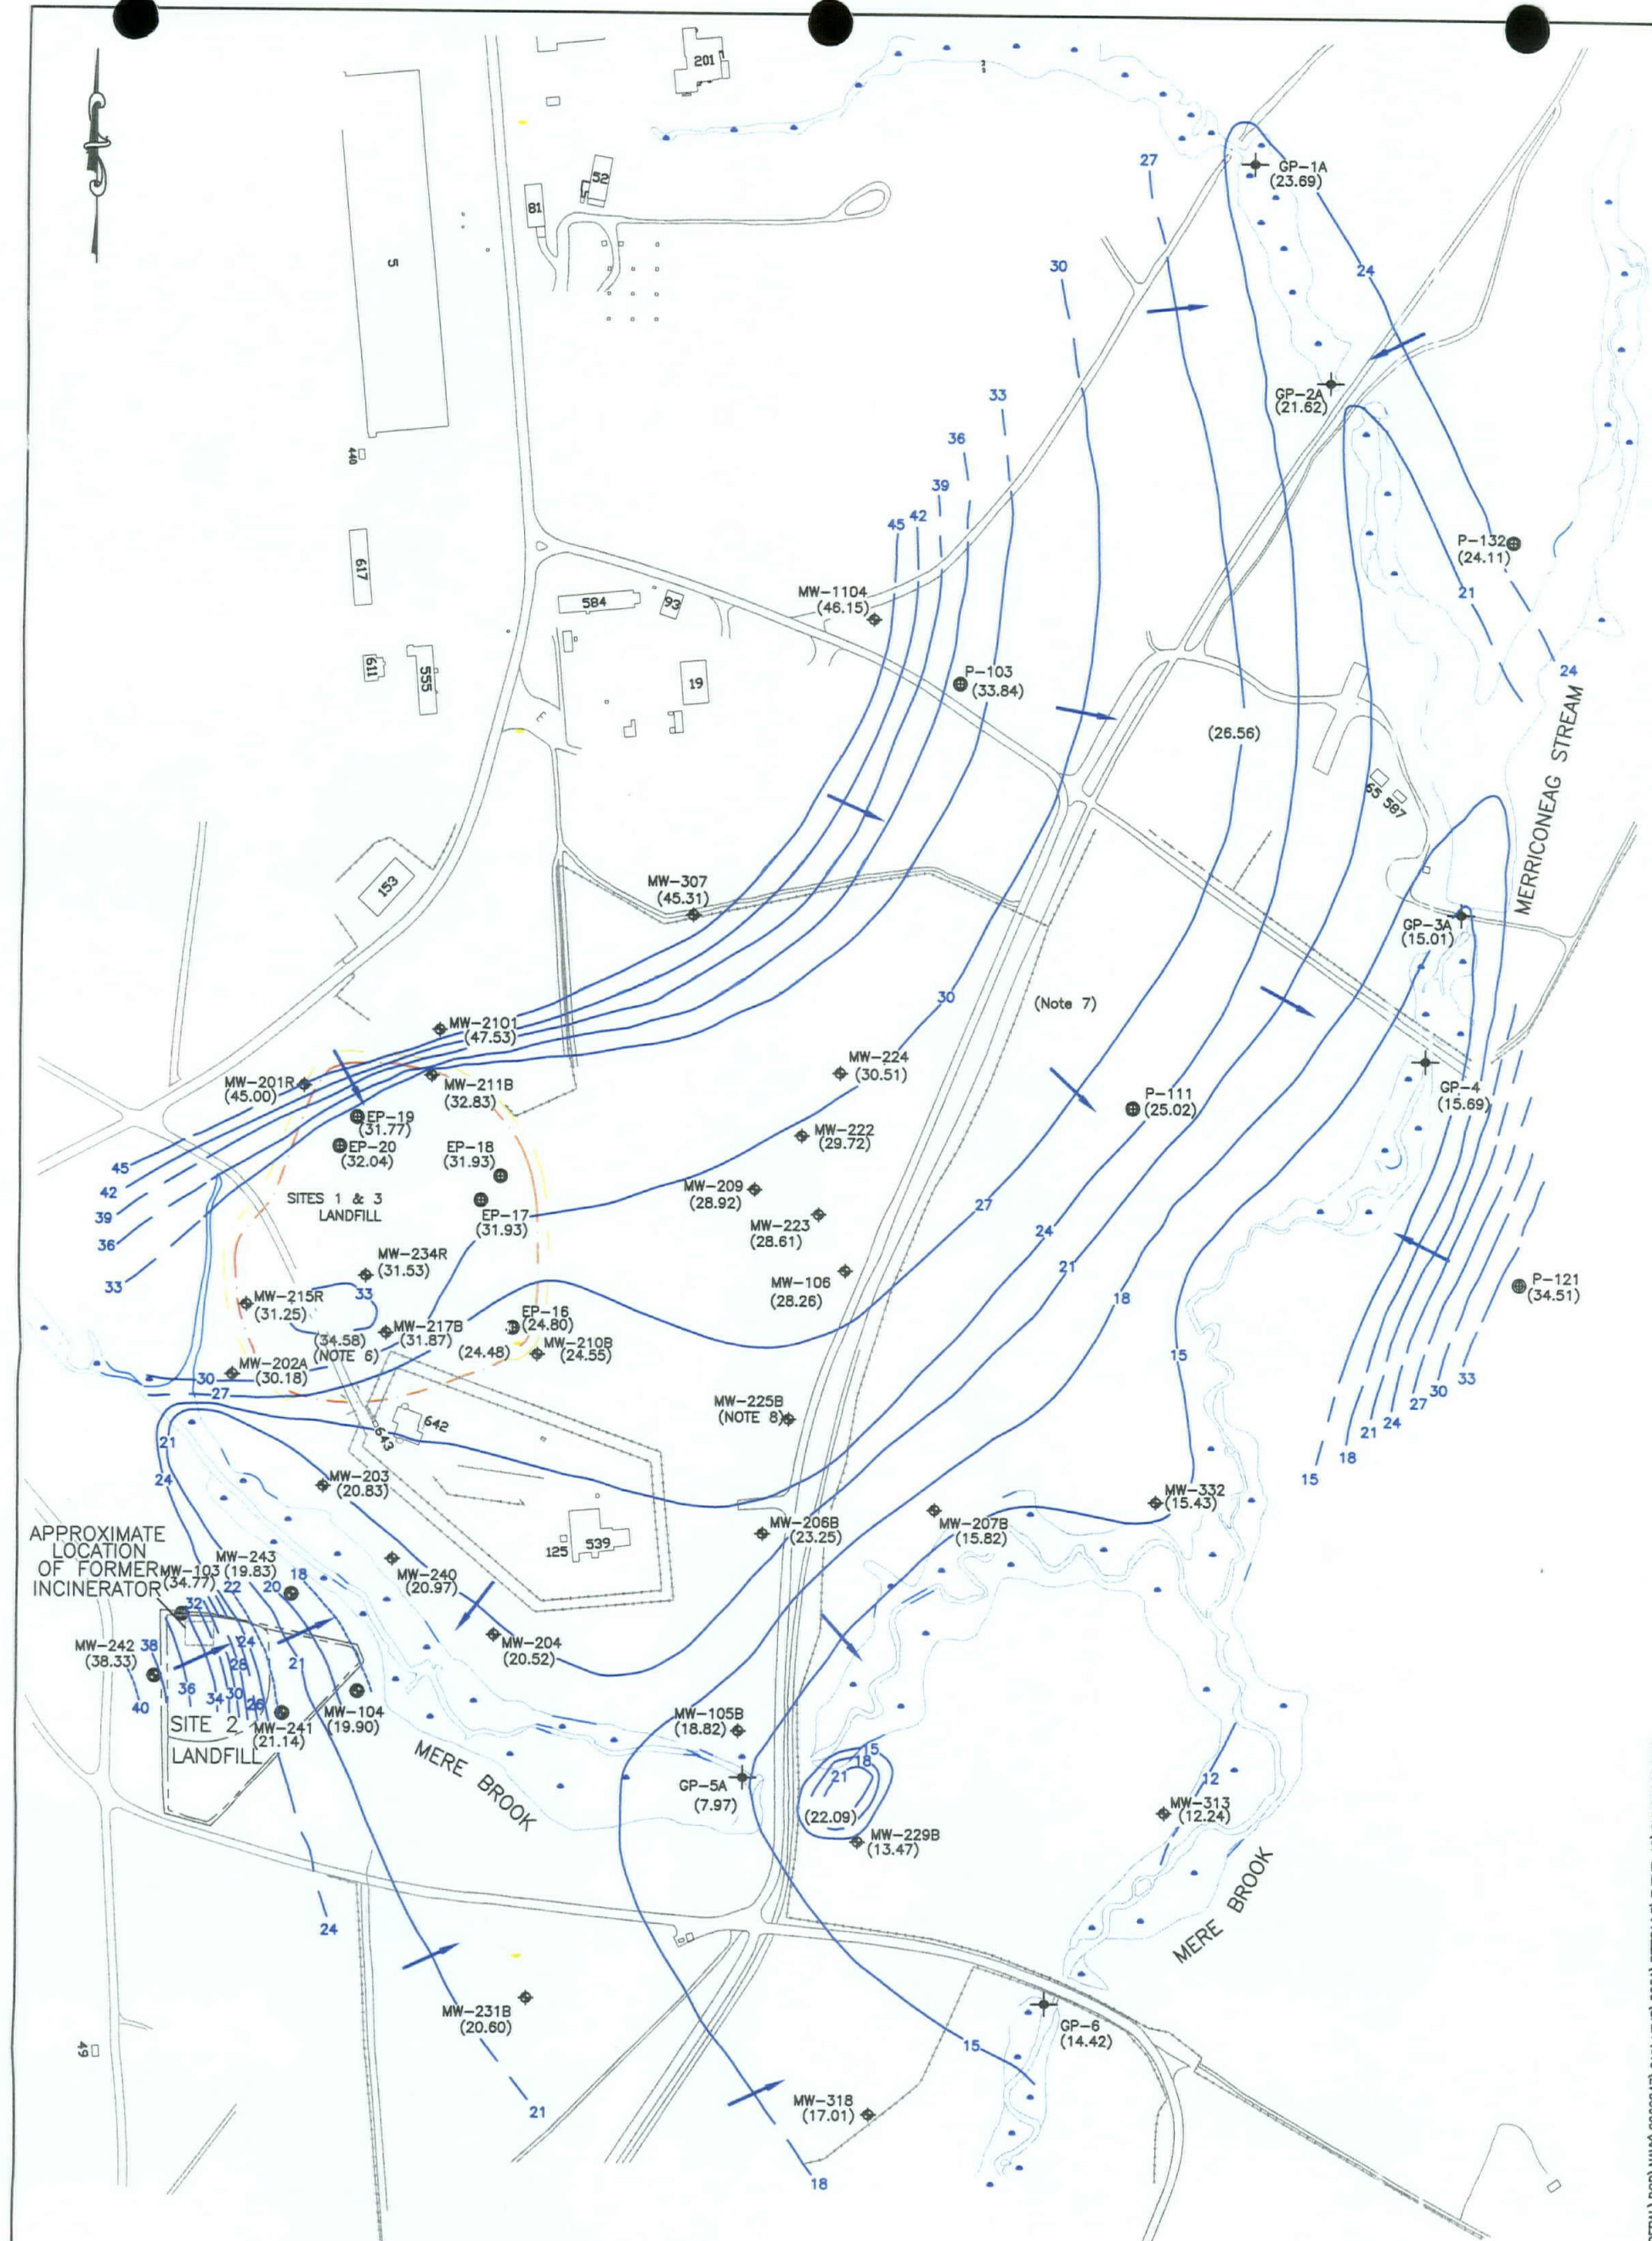 201
52
81
5
27
GP-1A
(23.69)
24
30
GP-2A
(21.62)
33
36
39
42
45
440
617
584
93
MW-1104
(46.15)
P-132
(24.11)
21
611
555
19
P-103
(33.84)
24
MERRICONEAG STREAM
(26.56)
65 587
153
MW-307
(45.31)
GP-3A
(15.01)
30
(Note 7)
MW-2101
(47.53)
MW-201R
(45.00)
MW-211B
(32.83)
MW-224
(30.51)
GP-4
(15.69)
P-111
(25.02)
EP-19
(31.77)
EP-20
(32.04)
EP-18
(31.93)
MW-222
(29.72)
45
42
39
36
33
SITES 1 & 3
LANDFILL
EP-17
(31.93)
MW-209
(28.92)
MW-223
(28.61)
27
24
21
18
MW-234R
(31.53)
33
MW-106
(28.26)
P-121
(34.51)
MW-215R
(31.25)
(34.58)
(NOTE 6)
MW-217B
(31.87)
EP-16
(24.80)
(24.48)
MW-210B
(24.55)
15
MW-202A
(30.18)
30
27
MW-225B
(NOTE 8)
33
30
27
24
21
18
15
642
643
21
24
MW-203
(20.83)
MW-332
(15.43)
MW-207B
(15.82)
MW-206B
(23.25)
539
125
APPROXIMATE
LOCATION
OF FORMER
INCINERATOR
MW-103
(34.77)
MW-243
(19.83)
22
20
18
32
MW-240
(20.97)
MW-204
(20.52)
MW-242
(38.33)
38
24
28
21
36
34
30
26
40
SITE 2
LANDFILL
MW-241
(21.14)
MW-104
(19.90)
MERE BROOK
MW-105B
(18.82)
GP-5A
(7.97)
15
18
21
(22.09)
MW-229B
(13.47)
12
MW-313
(12.24)
MERE BROOK
24
MW-231B
(20.60)
GP-6
(14.42)
15
49
21
MW-318
(17.01)
18